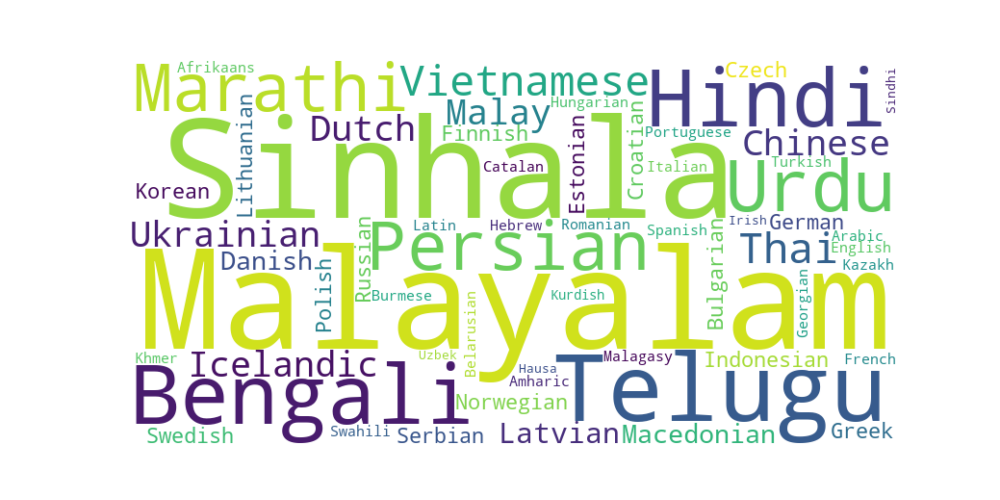 Afrikaans
Marathi
Vietnamese
Czech
Hindi
Sindhi
Malay
Hungarian
Lithuanian
Dutch
Finnish
Estonian
Croatian
Portuguese
Chinese
Sinhala
Catalan
Italian
Turkish
Korean
Urdu
Ukrainian
Latin
Hebrew
Romanian
Spanish
Irish
German
Russian
Persian
Bulgarian
Thai
Arabic
English
Danish
Polish
Kazakh
Malayalam
Burmese
Kurdish
Georgian
Belarusian
Khmer
Icelandic
Uzbek
Malagasy
Indonesian
French
Bengali
Hausa
Amharic
Telugu
Norwegian
Swedish
Swahili
Serbian
Latvian
Macedonian
Greek